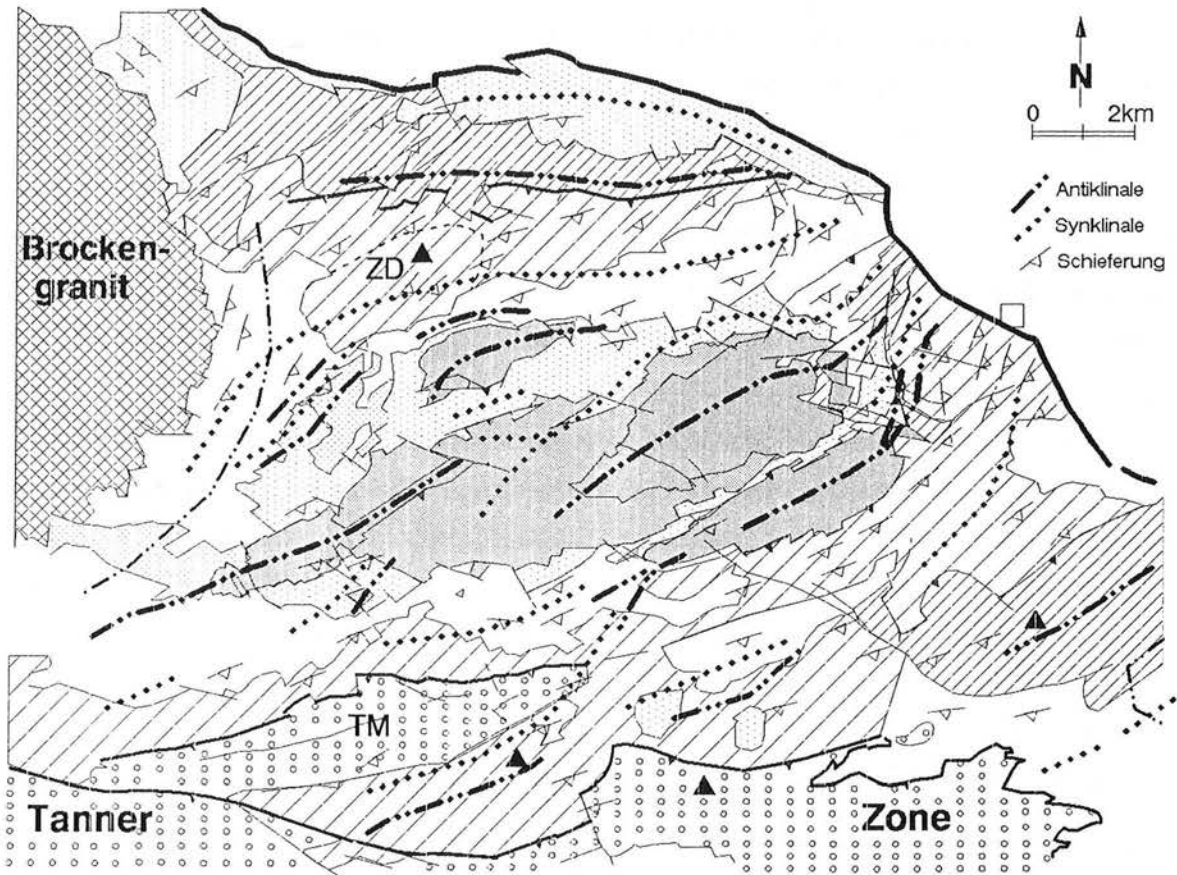 N
0 2km
Antiklinale
Synklinale
Schieferung
Brocken-
granit
ZD
TM
Tanner
Zone